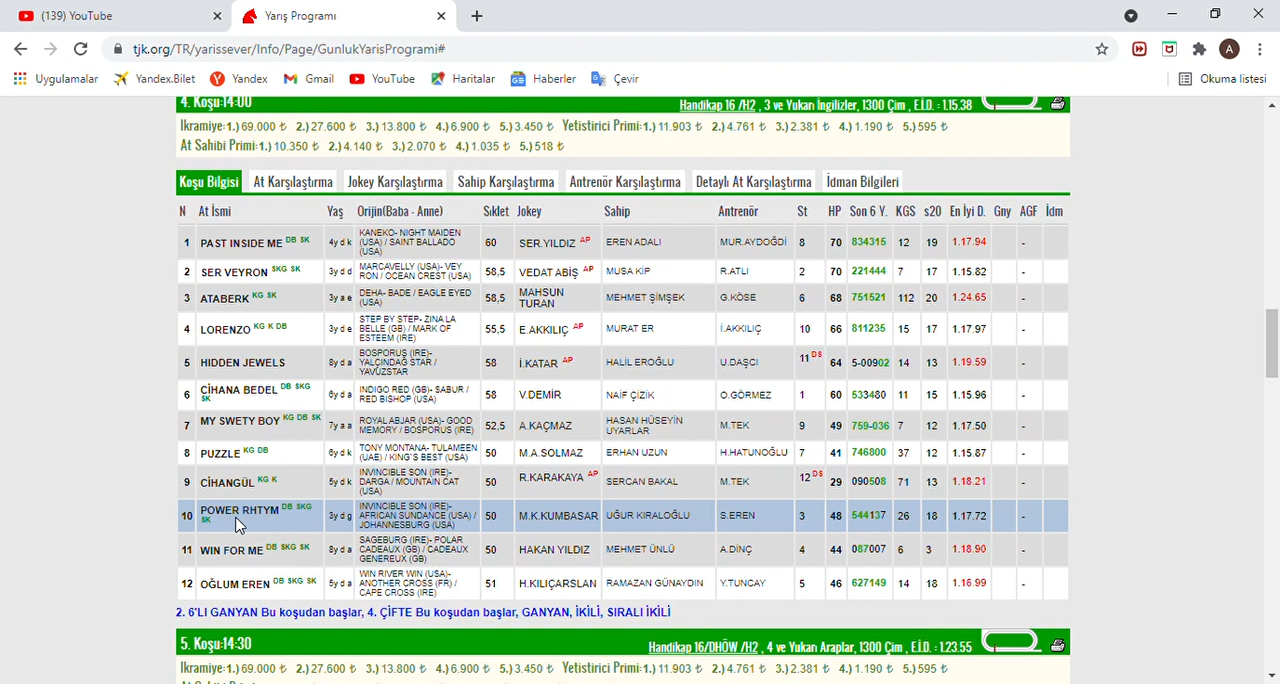 (139) YouTube
Yarış Programı
tjk.org/TR/yarissever/Info/Page/GunlukYarisProgrami#
A
Uygulamalar Yandex.Bilet Yandex Gmail YouTube Haritalar Haberler Çevir Okuma listesi
4. Koşu:14:00 Handikap 16 /H2 , 3 ve Yukarı İngilizler, 1300 Çim , E.İ.D. : 1.15.38
İkramiye:1.) 69.000 ₺ 2.) 27.600 ₺ 3.) 13.800 ₺ 4.) 6.900 ₺ 5.) 3.450 ₺ Yetistirici Primi:1.) 11.903 ₺ 2.) 4.761 ₺ 3.) 2.381 ₺ 4.) 1.190 ₺ 5.) 595 ₺
At Sahibi Primi:1.) 10.350 ₺ 2.) 4.140 ₺ 3.) 2.070 ₺ 4.) 1.035 ₺ 5.) 518 ₺
Koşu Bilgisi At Karşılaştırma Jokey Karşılaştırma Sahip Karşılaştırma Antrenör Karşılaştırma Detaylı At Karşılaştırma İdman Bilgileri
N At İsmi Yaş Orijin(Baba - Anne) Sıklet Jokey Sahip Antrenör St HP Son 6 Y. KGS s20 En İyi D. Gny AGF İdm
1 PAST INSIDE ME DB SK 4y d k KANEKO- NIGHT MAIDEN (USA) / SAINT BALLADO (USA) 60 SER.YILDIZ AP EREN ADALI MUR.AYDOĞDİ 8 70 834315 12 19 1.17.94 -
2 SER VEYRON SKG SK 3y d d MARCAVELLY (USA)- VEY RON / OCEAN CREST (USA) 58,5 VEDAT ABİŞ AP MUSA KİP R.ATLI 2 70 221444 7 17 1.15.82 -
3 ATABERK KG SK 3y a e DEHA- BADE / EAGLE EYED (USA) 58,5 MAHSUN TURAN MEHMET ŞİMŞEK G.KÖSE 6 68 751521 112 20 1.24.65 -
4 LORENZO KG K DB 3y d e STEP BY STEP- ZINA LA BELLE (GB) / MARK OF ESTEEM (IRE) 55,5 E.AKKILIÇ AP MURAT ER İ.AKKILIÇ 10 66 811235 15 17 1.17.97 -
5 HIDDEN JEWELS 8y d a BOSPORUS (IRE)- YALÇINDAĞ STAR / YAVUZSTAR 58 İ.KATAR AP HALİL EROĞLU U.DAŞCI 11 DS 64 5-00902 14 13 1.19.59 -
6 CİHANA BEDEL DB SKG SK 6y d a INDIGO RED (GB)- SABUR / RED BISHOP (USA) 58 V.DEMİR NAİF ÇİZİK O.GÖRMEZ 1 60 533480 11 15 1.15.96 -
7 MY SWETY BOY KG DB SK 7y a a ROYAL ABJAR (USA)- GOOD MEMORY / BOSPORUS (IRE) 52,5 A.KAÇMAZ HASAN HÜSEYİN UYARLAR M.TEK 9 49 759-036 7 12 1.17.50 -
8 PUZZLE KG DB 6y d k TONY MONTANA- TULAMEEN (UAE) / KING`S BEST (USA) 50 M.A.SOLMAZ ERHAN UZUN H.HATUNOĞLU 7 41 746800 37 12 1.15.87 -
9 CİHANGÜL KG K 5y d k INVINCIBLE SON (IRE)- DARGA / MOUNTAIN CAT (USA) 50 R.KARAKAYA AP SERCAN BAKAL M.TEK 12 DS 29 090508 71 13 1.18.21 -
10 POWER RHTYM DB SKG SK 3y d g INVINCIBLE SON (IRE)- AFRICAN SUNDANCE (USA) / JOHANNESBURG (USA) 50 M.K.KUMBASAR UĞUR KIRALOĞLU S.EREN 3 48 544137 26 18 1.17.72 -
11 WIN FOR ME DB SKG SK 8y d a SAGEBURG (IRE)- POLAR CADEAUX (GB) / CADEAUX GENEREUX (GB) 50 HAKAN YILDIZ MEHMET ÜNLÜ A.DİNÇ 4 44 087007 6 3 1.18.90 -
12 OĞLUM EREN DB SKG SK 5y d a WIN RIVER WIN (USA)- ANOTHER CROSS (FR) / CAPE CROSS (IRE) 51 H.KILIÇARSLAN RAMAZAN GÜNAYDIN Y.TUNCAY 5 46 627149 14 18 1.16.99 -
2. 6'LI GANYAN Bu koşudan başlar, 4. ÇİFTE Bu koşudan başlar, GANYAN, İKİLİ, SIRALI İKİLİ
5. Koşu:14:30 Handikap 16/DHÖW /H2 , 4 ve Yukarı Araplar, 1300 Çim , E.İ.D. : 1.23.55
İkramiye:1.) 69.000 ₺ 2.) 27.600 ₺ 3.) 13.800 ₺ 4.) 6.900 ₺ 5.) 3.450 ₺ Yetistirici Primi:1.) 11.903 ₺ 2.) 4.761 ₺ 3.) 2.381 ₺ 4.) 1.190 ₺ 5.) 595 ₺